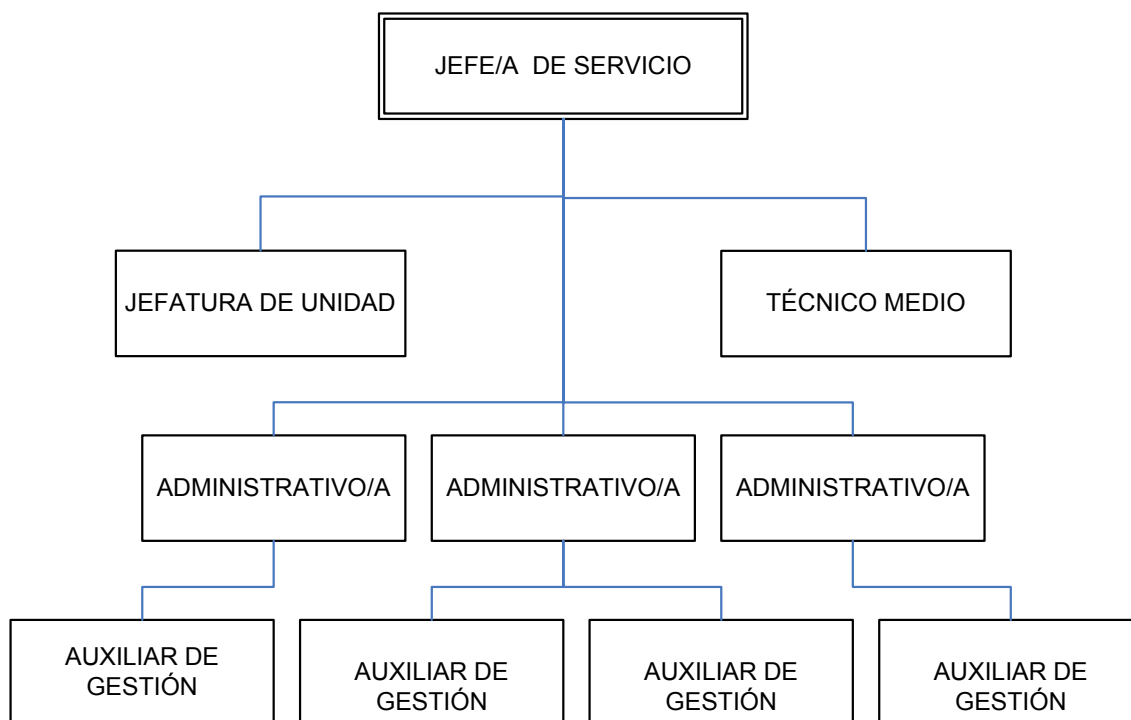 JEFE/A DE SERVICIO
JEFATURA DE UNIDAD
TÉCNICO MEDIO
ADMINISTRATIVO/A
ADMINISTRATIVO/A
ADMINISTRATIVO/A
AUXILIAR DE
GESTIÓN
AUXILIAR DE
GESTIÓN
AUXILIAR DE
GESTIÓN
AUXILIAR DE
GESTIÓN